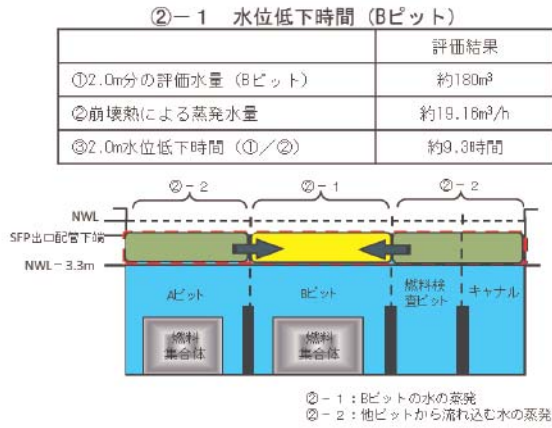 ②－1　水位低下時間（Bピット）
評価結果
①2.0m分の評価水量（Bピット）　約180m³
②崩壊熱による蒸発水量　約19.16m³/h
③2.0m水位低下時間（①／②）　約9.3時間
②－2　②－1　②－2
NWL
SFP出口配管下端
NWL－3.3m
Aピット　Bピット　燃料検査ピット　キャナル
燃料集合体　燃料集合体
②－1：Bピットの水の蒸発
②－2：他ピットから流れ込む水の蒸発